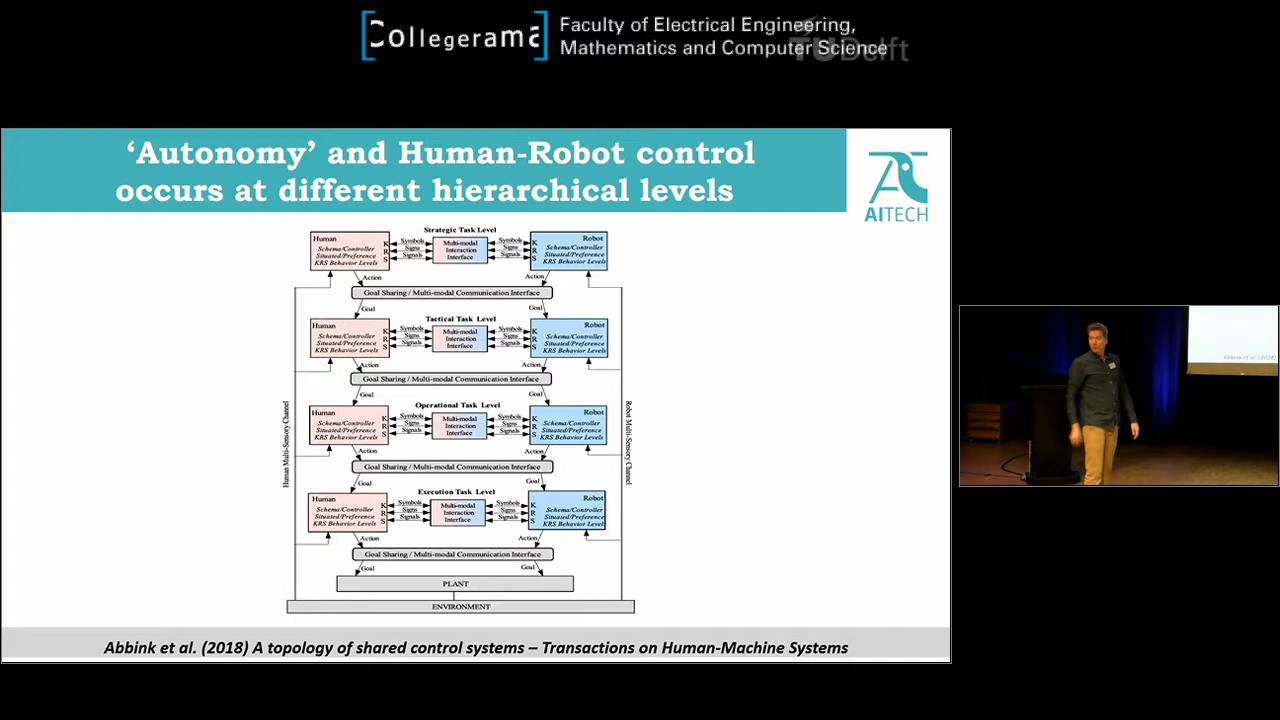 Collegerama
Faculty of Electrical Engineering,
Mathematics and Computer Science
TU Delft
‘Autonomy’ and Human-Robot control
occurs at different hierarchical levels
AITECH
Strategic Task Level
Human
Schema/Controller
Situated/Preference
KRS Behavior Levels
K
R
S
Symbols
Signs
Signals
Multi-modal
Interaction
Interface
Symbols
Signs
Signals
K
R
S
Robot
Schema/Controller
Situated/Preference
KRS Behavior Levels
Action
Action
Goal Sharing / Multi-modal Communication Interface
Goal
Goal
Tactical Task Level
Human
Schema/Controller
Situated/Preference
KRS Behavior Levels
K
R
S
Symbols
Signs
Signals
Multi-modal
Interaction
Interface
Symbols
Signs
Signals
K
R
S
Robot
Schema/Controller
Situated/Preference
KRS Behavior Levels
Action
Action
Goal Sharing / Multi-modal Communication Interface
Goal
Goal
Operational Task Level
Human
Schema/Controller
Situated/Preference
KRS Behavior Levels
K
R
S
Symbols
Signs
Signals
Multi-modal
Interaction
Interface
Symbols
Signs
Signals
K
R
S
Robot
Schema/Controller
Situated/Preference
KRS Behavior Levels
Action
Action
Goal Sharing / Multi-modal Communication Interface
Goal
Goal
Execution Task Level
Human
Schema/Controller
Situated/Preference
KRS Behavior Levels
K
R
S
Symbols
Signs
Signals
Multi-modal
Interaction
Interface
Symbols
Signs
Signals
K
R
S
Robot
Schema/Controller
Situated/Preference
KRS Behavior Level
Action
Action
Goal Sharing / Multi-modal Communication Interface
Goal
Goal
Human Multi-Sensory Channel
Robot Multi-Sensory Channel
PLANT
ENVIRONMENT
Abbink et al. (2018) A topology of shared control systems – Transactions on Human-Machine Systems
Abbink et al. (2018)